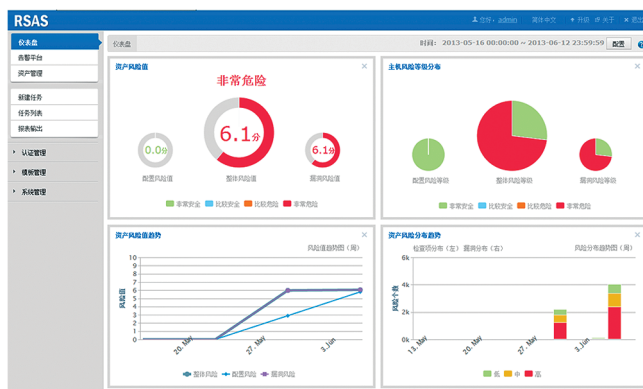 RSAS
您好, admin 简体中文 升级 关于 退出
仪表盘
告警平台
资产管理
新建任务
任务列表
报表输出
认证管理
模板管理
系统管理
仪表盘
时间: 2013-05-16 00:00:00 ~ 2013-06-12 23:59:59 配置
资产风险值
非常危险
0.0分
6.1分
6.1分
配置风险值 整体风险值 漏洞风险值
非常安全 比较安全 比较危险 非常危险
主机风险等级分布
配置风险等级 整体风险等级 漏洞风险等级
非常安全 比较安全 比较危险 非常危险
资产风险值趋势
风险值趋势图（周）
风险值
10
9
8
7
6
5
4
3
2
1
0
20. May 27. May 3. Jun
整体风险 配置风险 漏洞风险
资产风险分布趋势
检查项分布（左） 漏洞分布（右） 风险分布趋势图（周）
风险个数
6k
4k
2k
0k
13. May 20. May 27. May 3. Jun
低 中 高